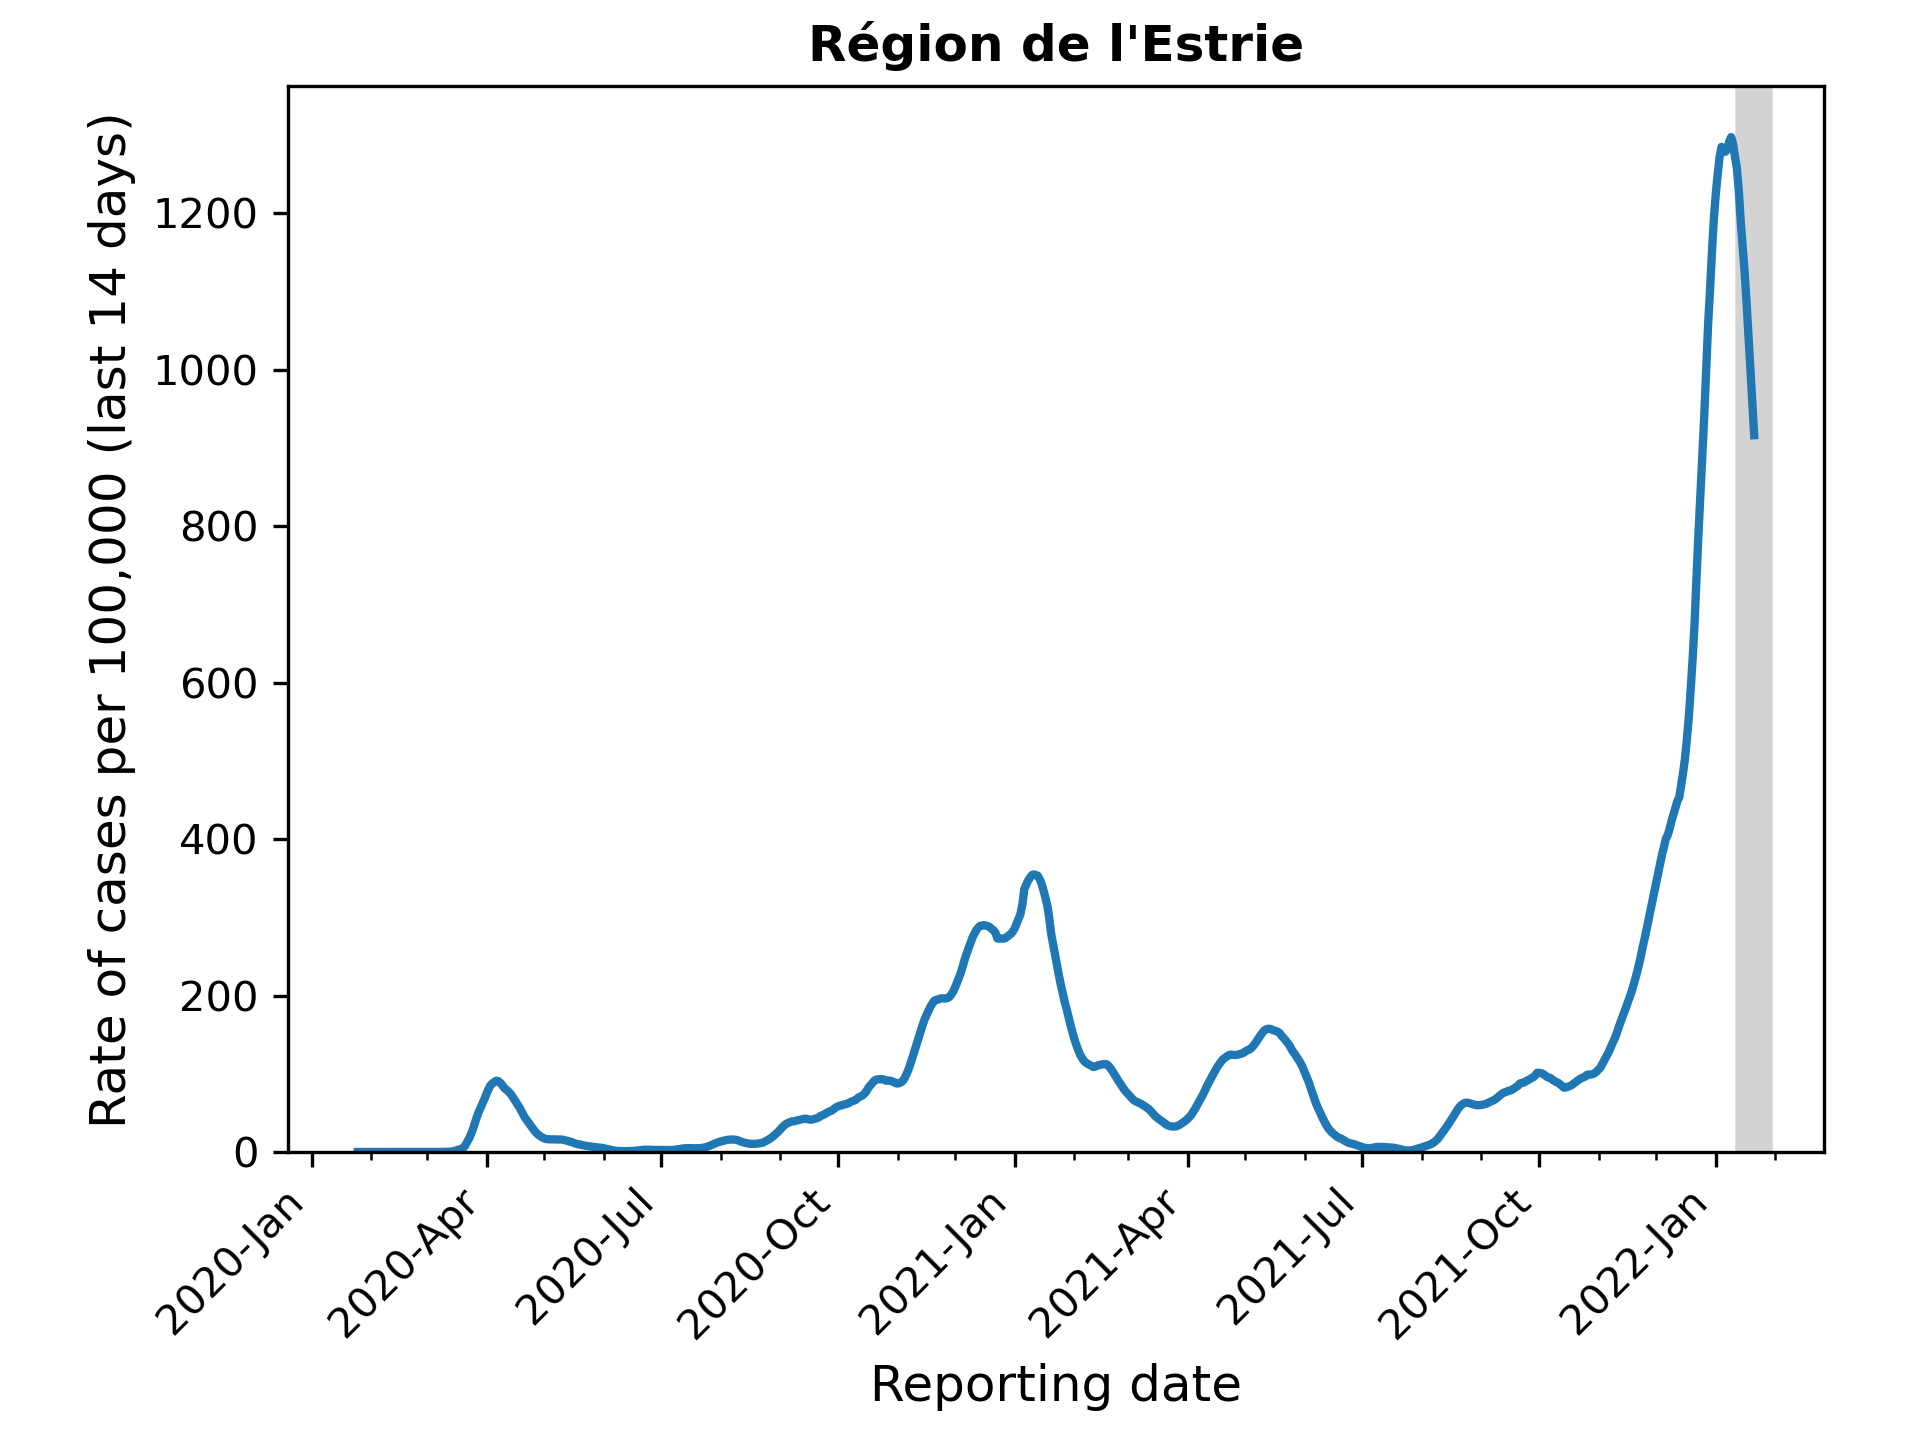 Région de l'Estrie
Rate of cases per 100,000 (last 14 days)
1200
1000
800
600
400
200
0
2020-Jan
2020-Apr
2020-Jul
2020-Oct
2021-Jan
2021-Apr
2021-Jul
2021-Oct
2022-Jan
Reporting date